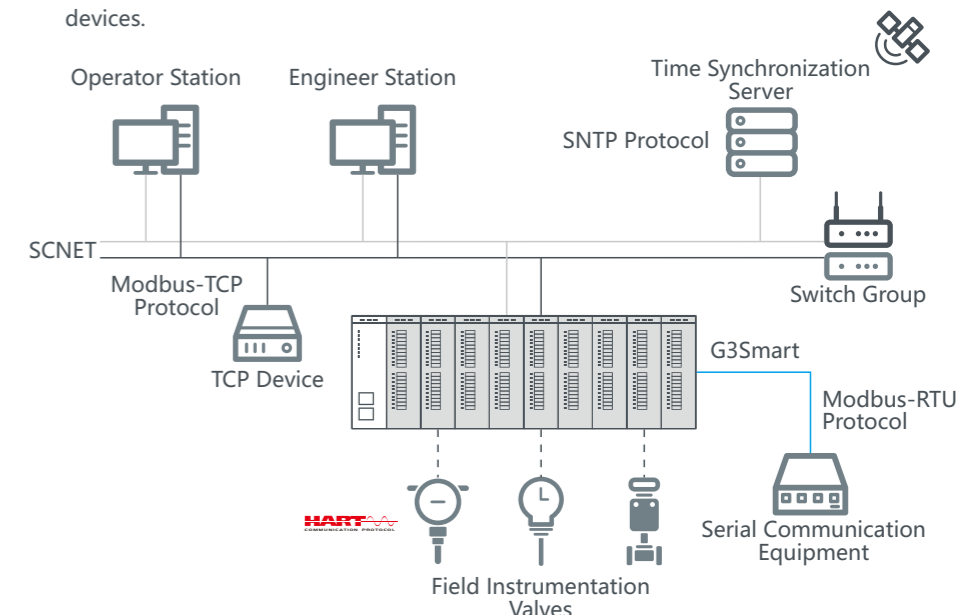 devices.
Operator Station
Engineer Station
Time Synchronization
Server
SNTP Protocol
SCNET
Modbus-TCP
Protocol
Switch Group
TCP Device
G3Smart
Modbus-RTU
Protocol
HART
COMMUNICATION PROTOCOL
Serial Communication
Equipment
Field Instrumentation
Valves